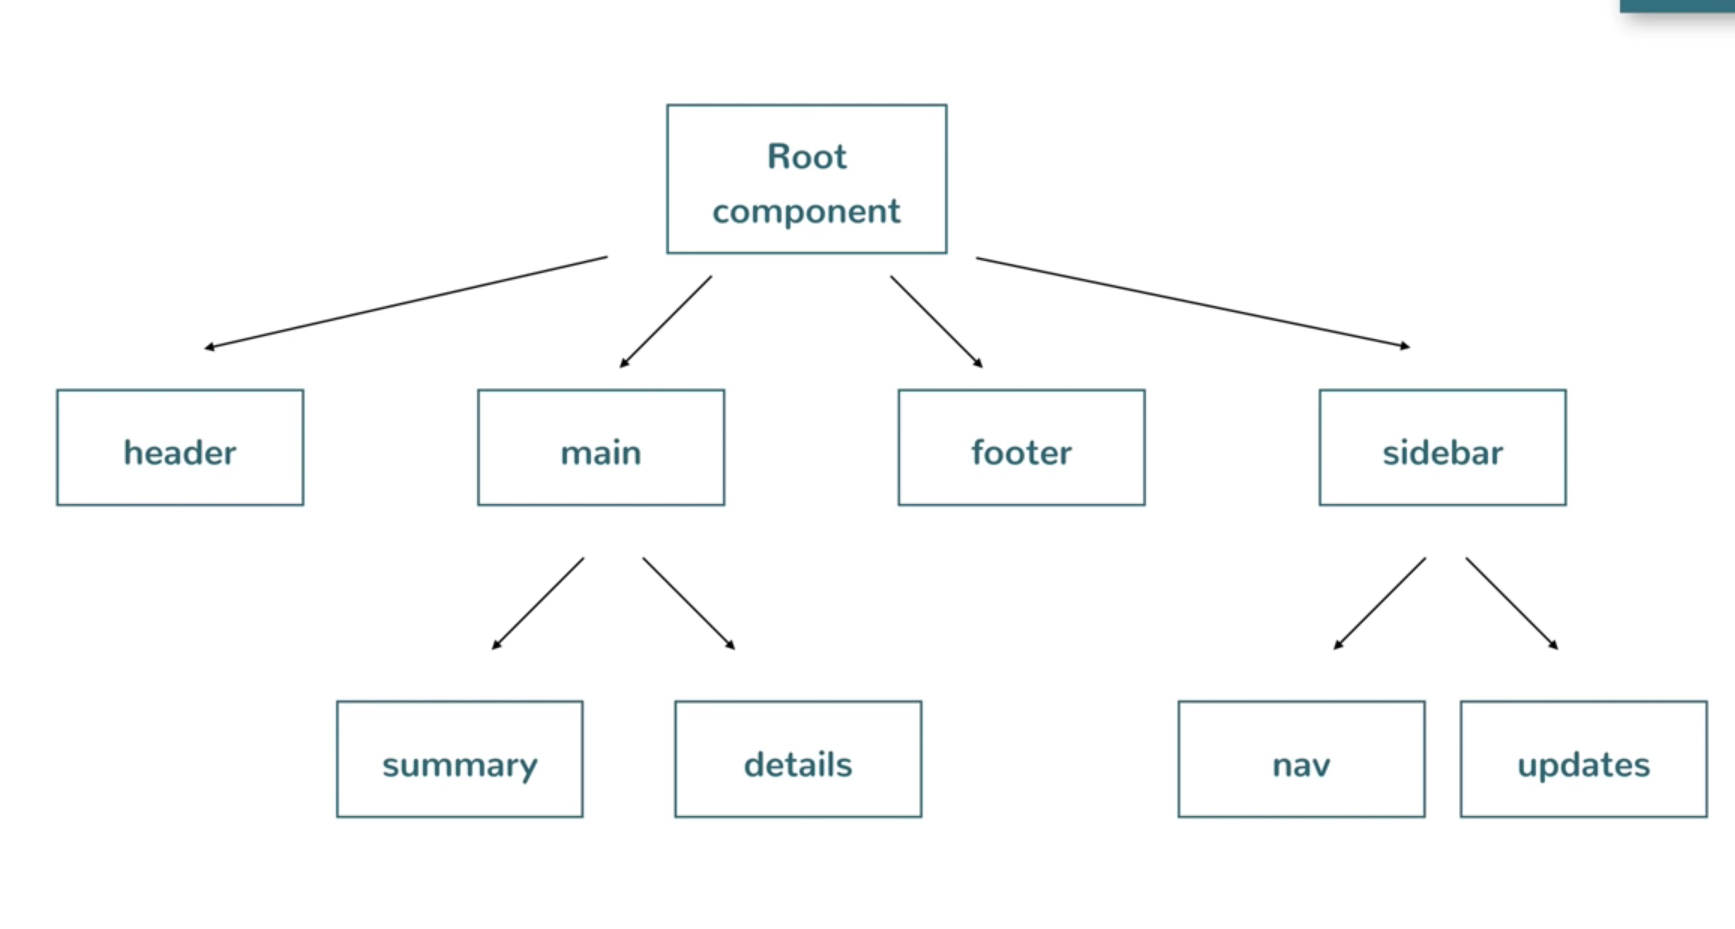 Root
component
header
main
footer
sidebar
summary
details
nav
updates